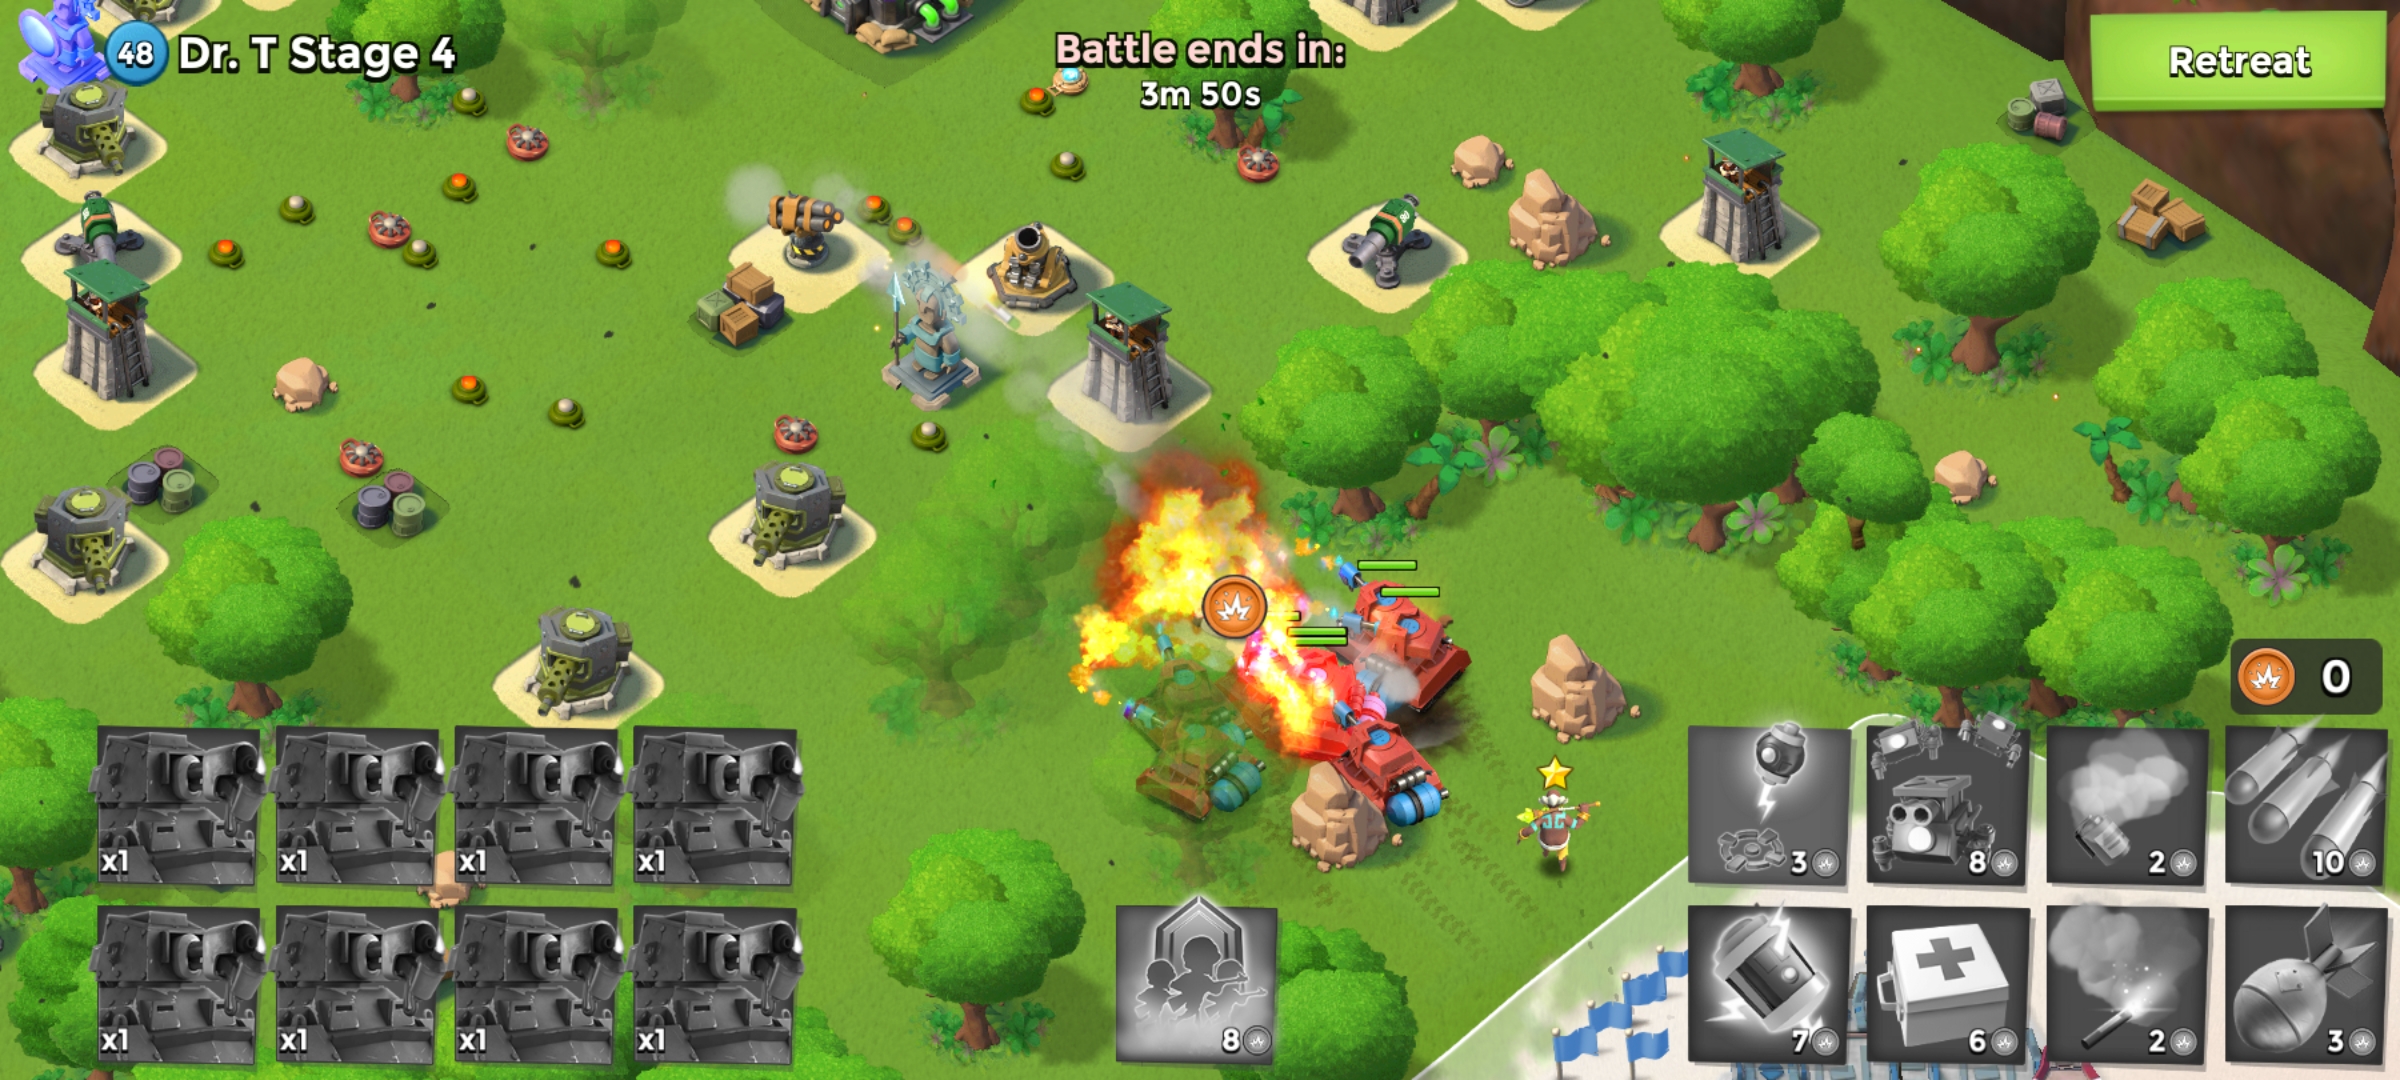 48 Dr. T Stage 4
Battle ends in:
3m 50s
Retreat
0
x1 x1 x1 x1
3 8 2 10
x1 x1 x1 x1
8
7 6 2 3